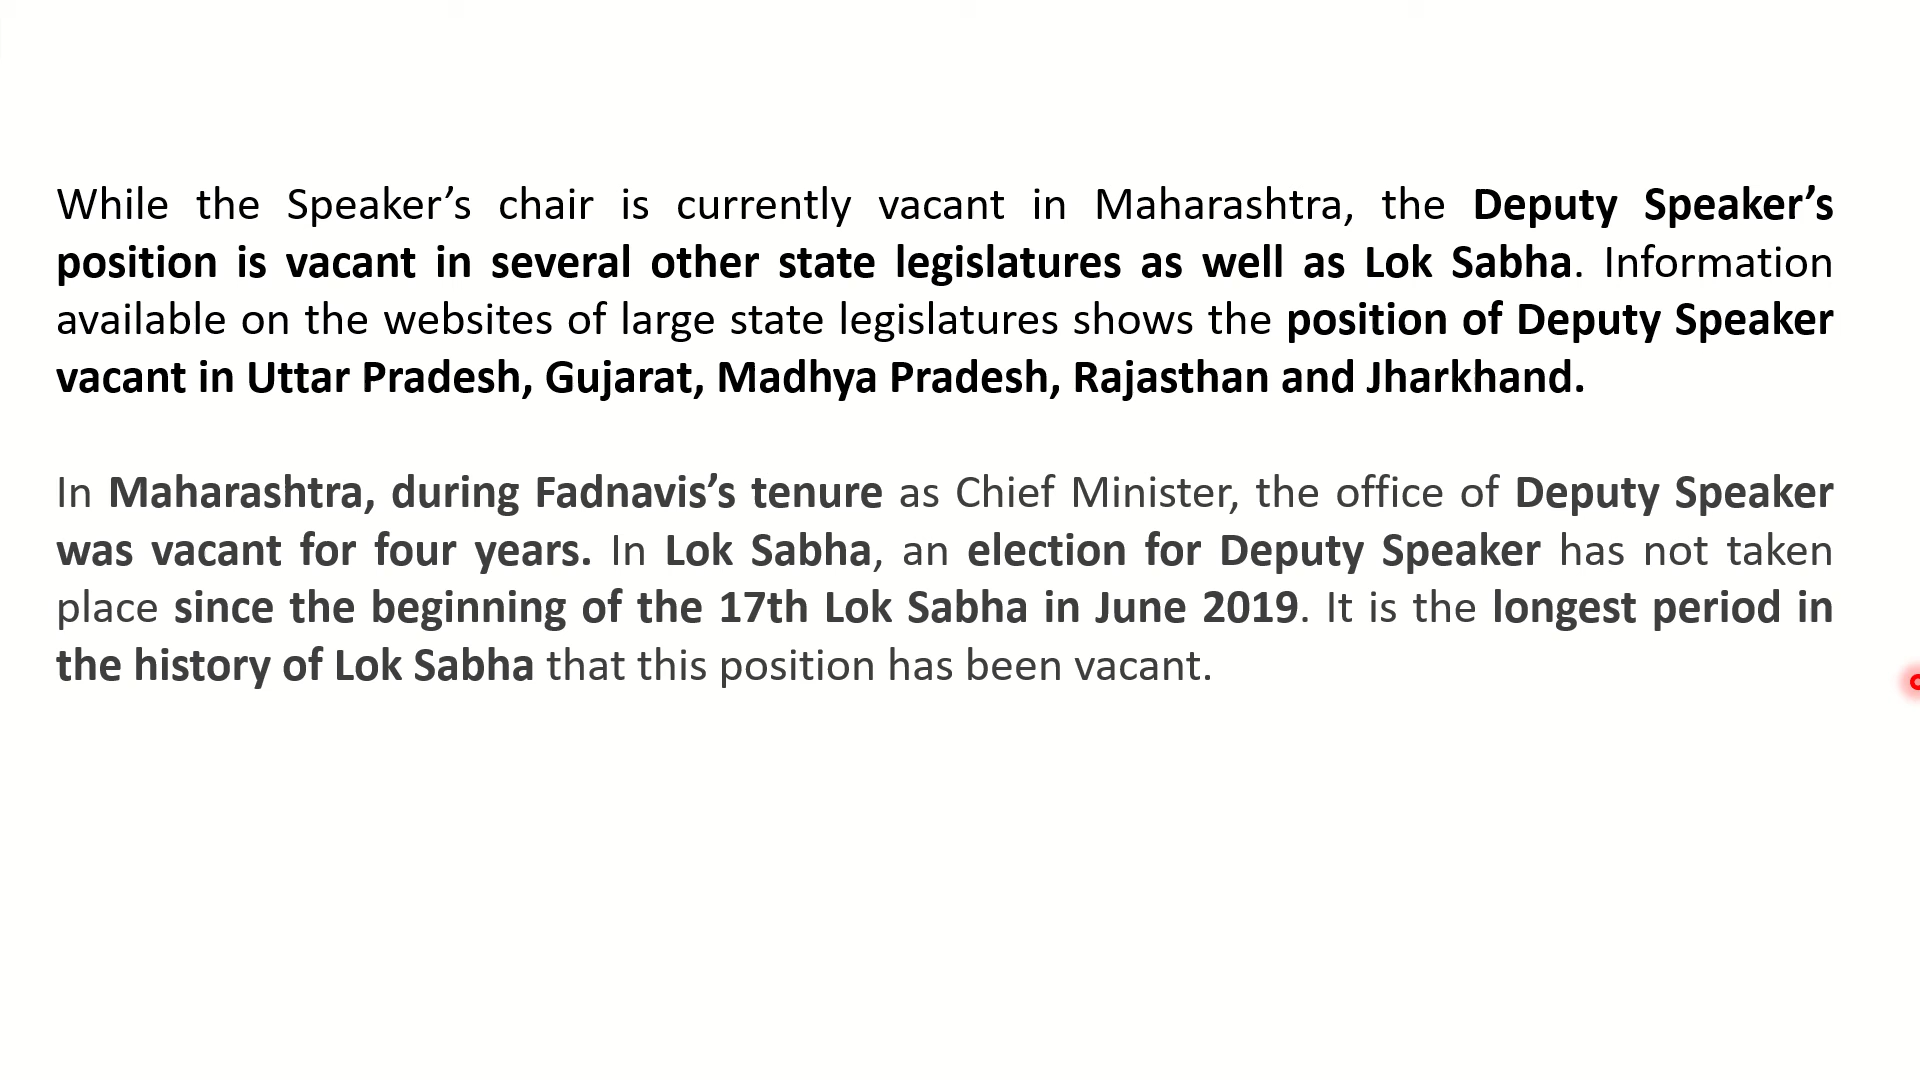 While the Speaker’s chair is currently vacant in Maharashtra, the Deputy Speaker’s
position is vacant in several other state legislatures as well as Lok Sabha. Information
available on the websites of large state legislatures shows the position of Deputy Speaker
vacant in Uttar Pradesh, Gujarat, Madhya Pradesh, Rajasthan and Jharkhand.
In Maharashtra, during Fadnavis’s tenure as Chief Minister, the office of Deputy Speaker
was vacant for four years. In Lok Sabha, an election for Deputy Speaker has not taken
place since the beginning of the 17th Lok Sabha in June 2019. It is the longest period in
the history of Lok Sabha that this position has been vacant.